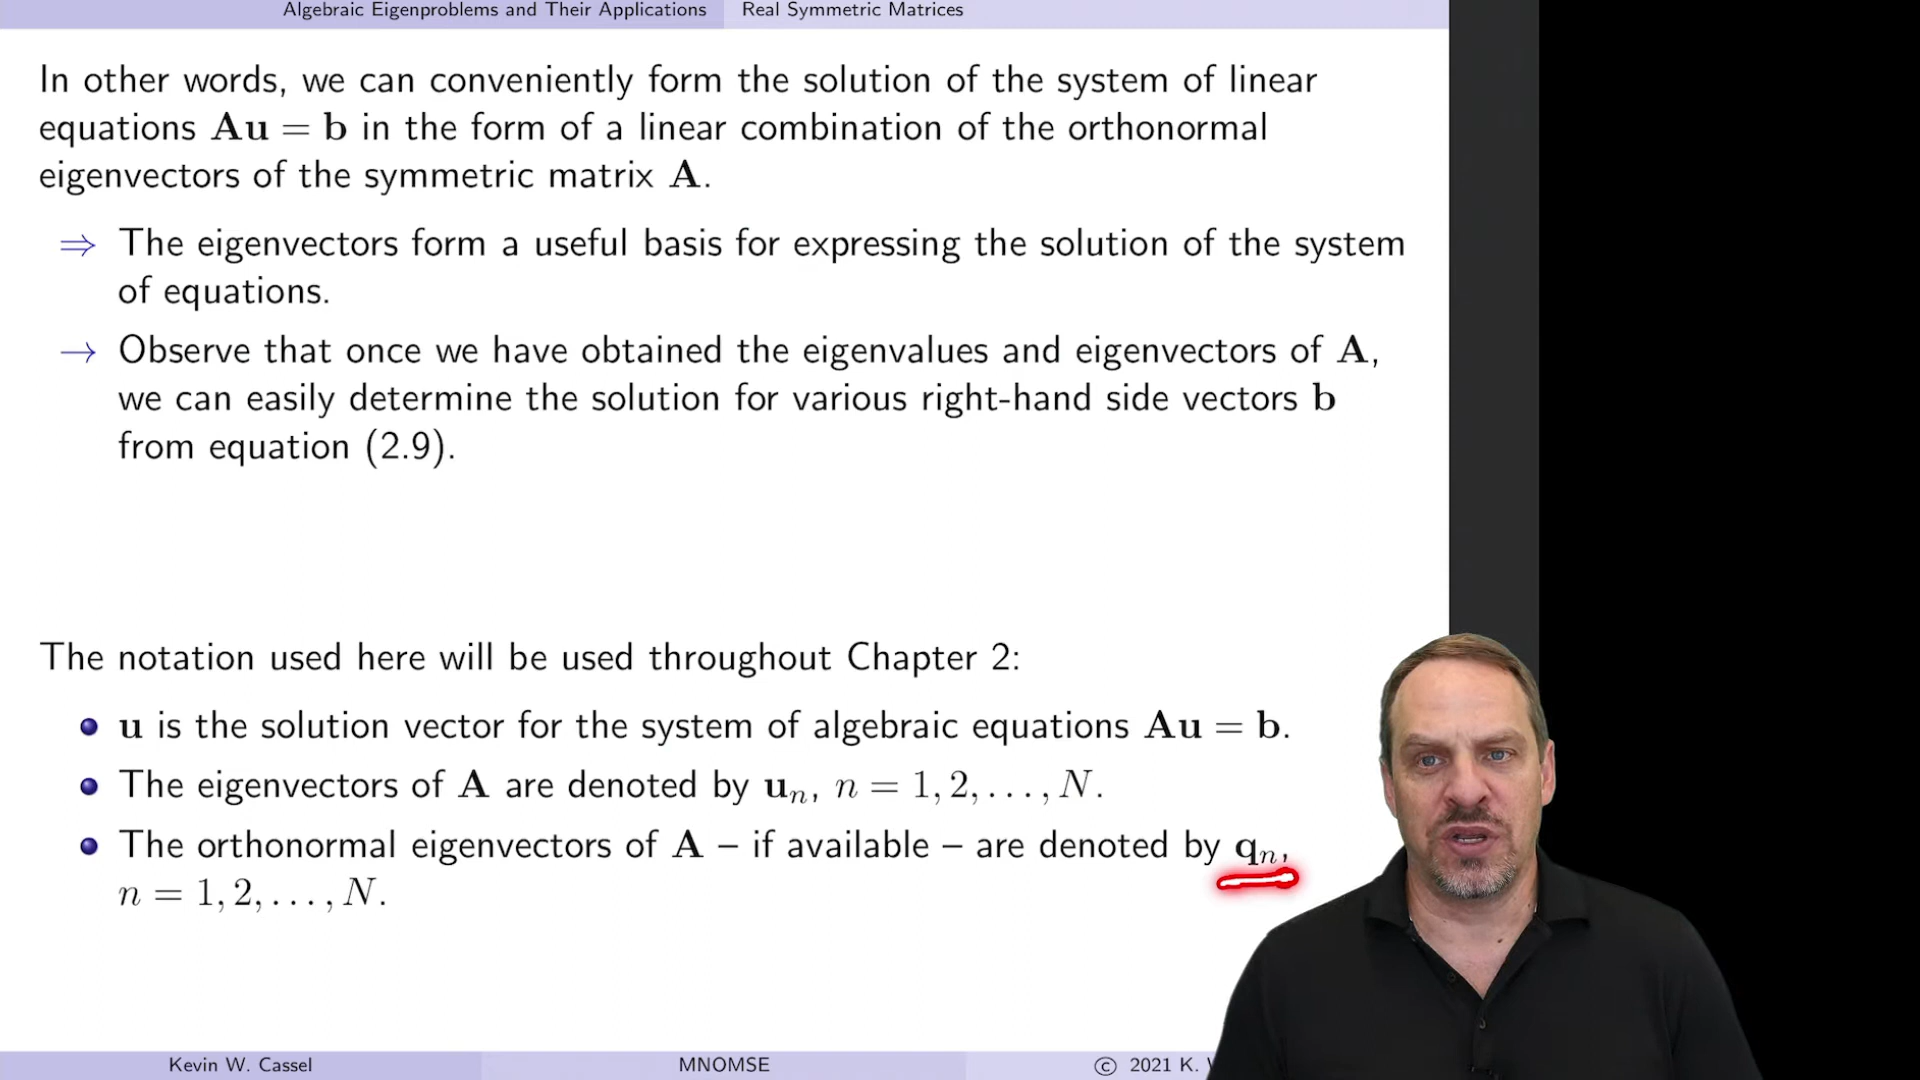 Algebraic Eigenproblems and Their Applications Real Symmetric Matrices
In other words, we can conveniently form the solution of the system of linear
equations Au = b in the form of a linear combination of the orthonormal
eigenvectors of the symmetric matrix A.
⇒ The eigenvectors form a useful basis for expressing the solution of the system
of equations.
→ Observe that once we have obtained the eigenvalues and eigenvectors of A,
we can easily determine the solution for various right-hand side vectors b
from equation (2.9).
The notation used here will be used throughout Chapter 2:
• u is the solution vector for the system of algebraic equations Au = b.
• The eigenvectors of A are denoted by uₙ, n = 1, 2, . . . , N.
• The orthonormal eigenvectors of A – if available – are denoted by qₙ,
n = 1, 2, . . . , N.
Kevin W. Cassel MNOMSE © 2021 K.